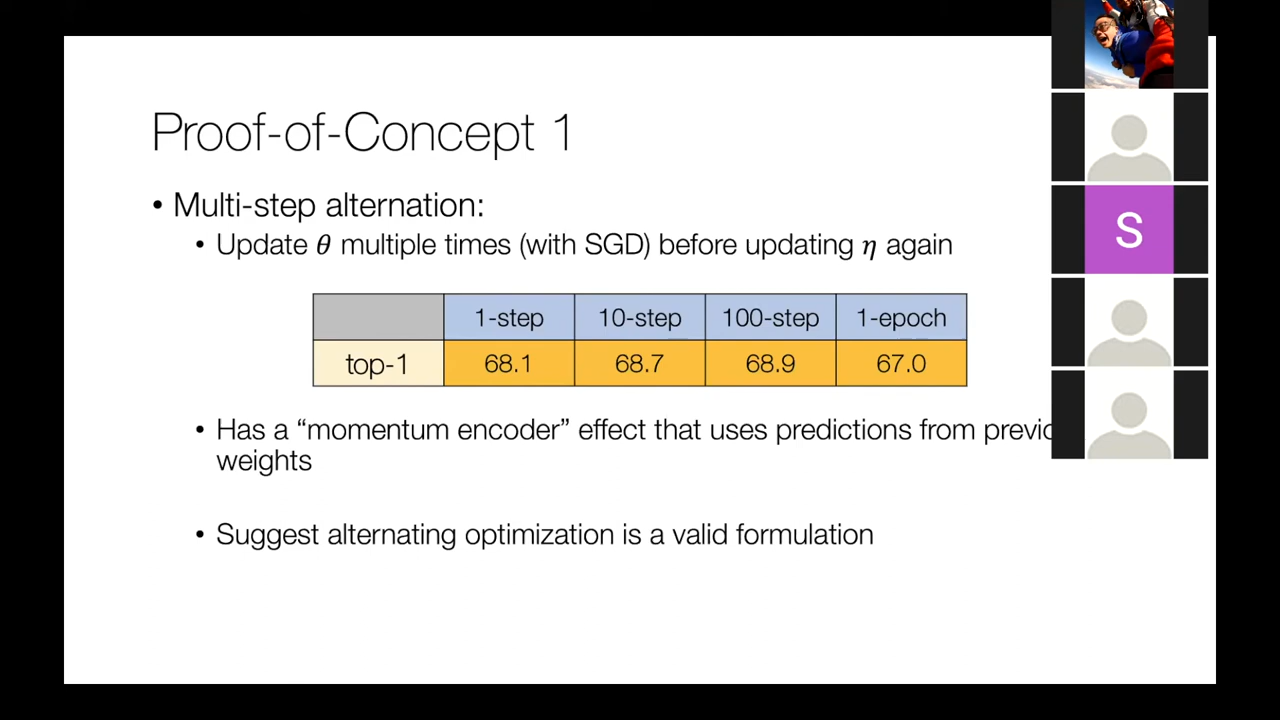 Proof-of-Concept 1
• Multi-step alternation:
• Update θ multiple times (with SGD) before updating η again
1-step 10-step 100-step 1-epoch
top-1 68.1 68.7 68.9 67.0
• Has a “momentum encoder” effect that uses predictions from
weights
• Suggest alternating optimization is a valid formulation
S